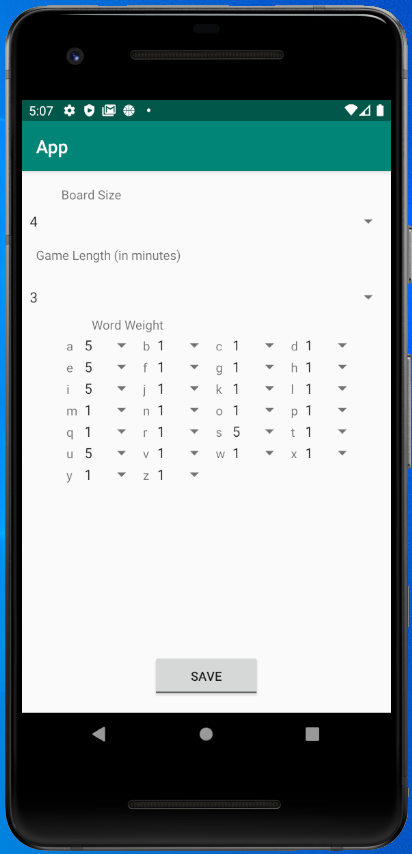 5:07
App
Board Size
4
Game Length (in minutes)
3
Word Weight
a 5 b 1 c 1 d 1
e 5 f 1 g 1 h 1
i 5 j 1 k 1 l 1
m 1 n 1 o 1 p 1
q 1 r 1 s 5 t 1
u 5 v 1 w 1 x 1
y 1 z 1
SAVE